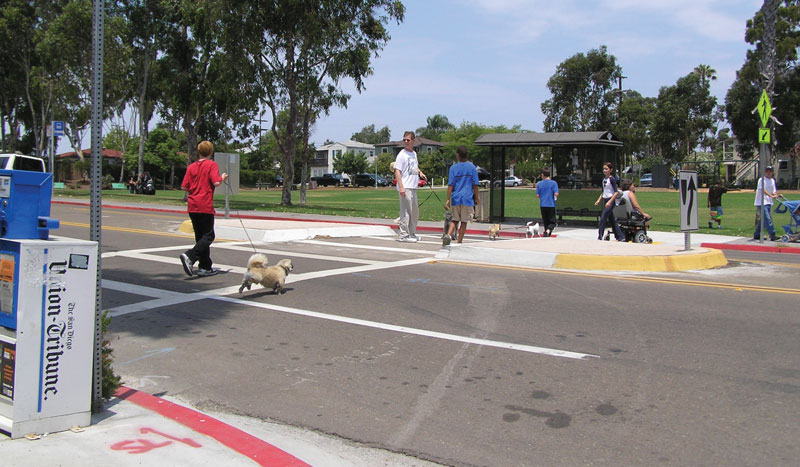 The San Diego
Union-Tribune.